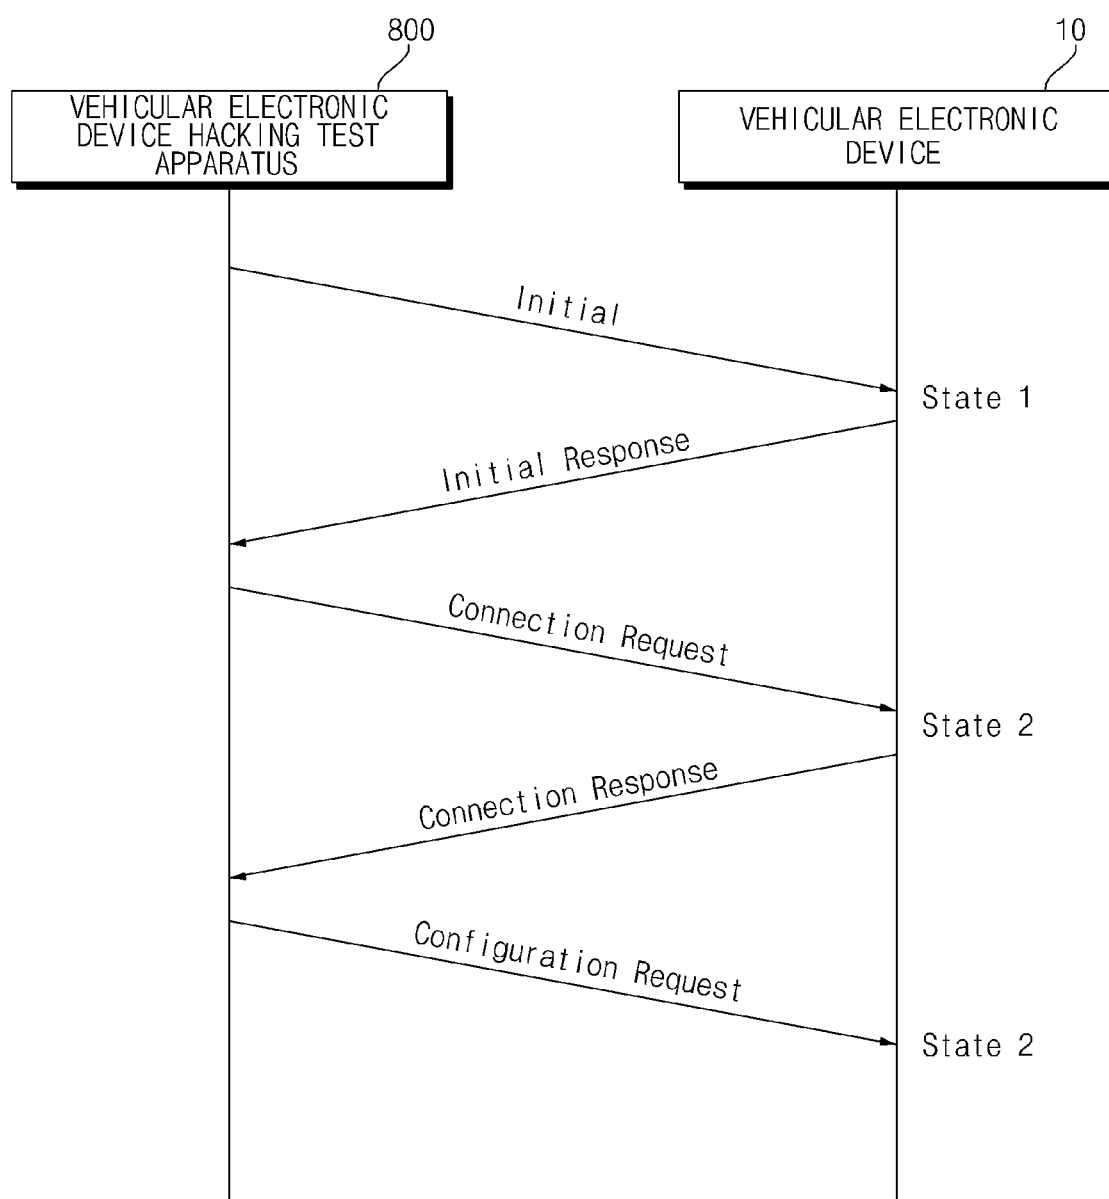 800
10
VEHICULAR ELECTRONIC
DEVICE HACKING TEST
APPARATUS
VEHICULAR ELECTRONIC
DEVICE
Initial
State 1
Initial Response
Connection Request
State 2
Connection Response
Configuration Request
State 2